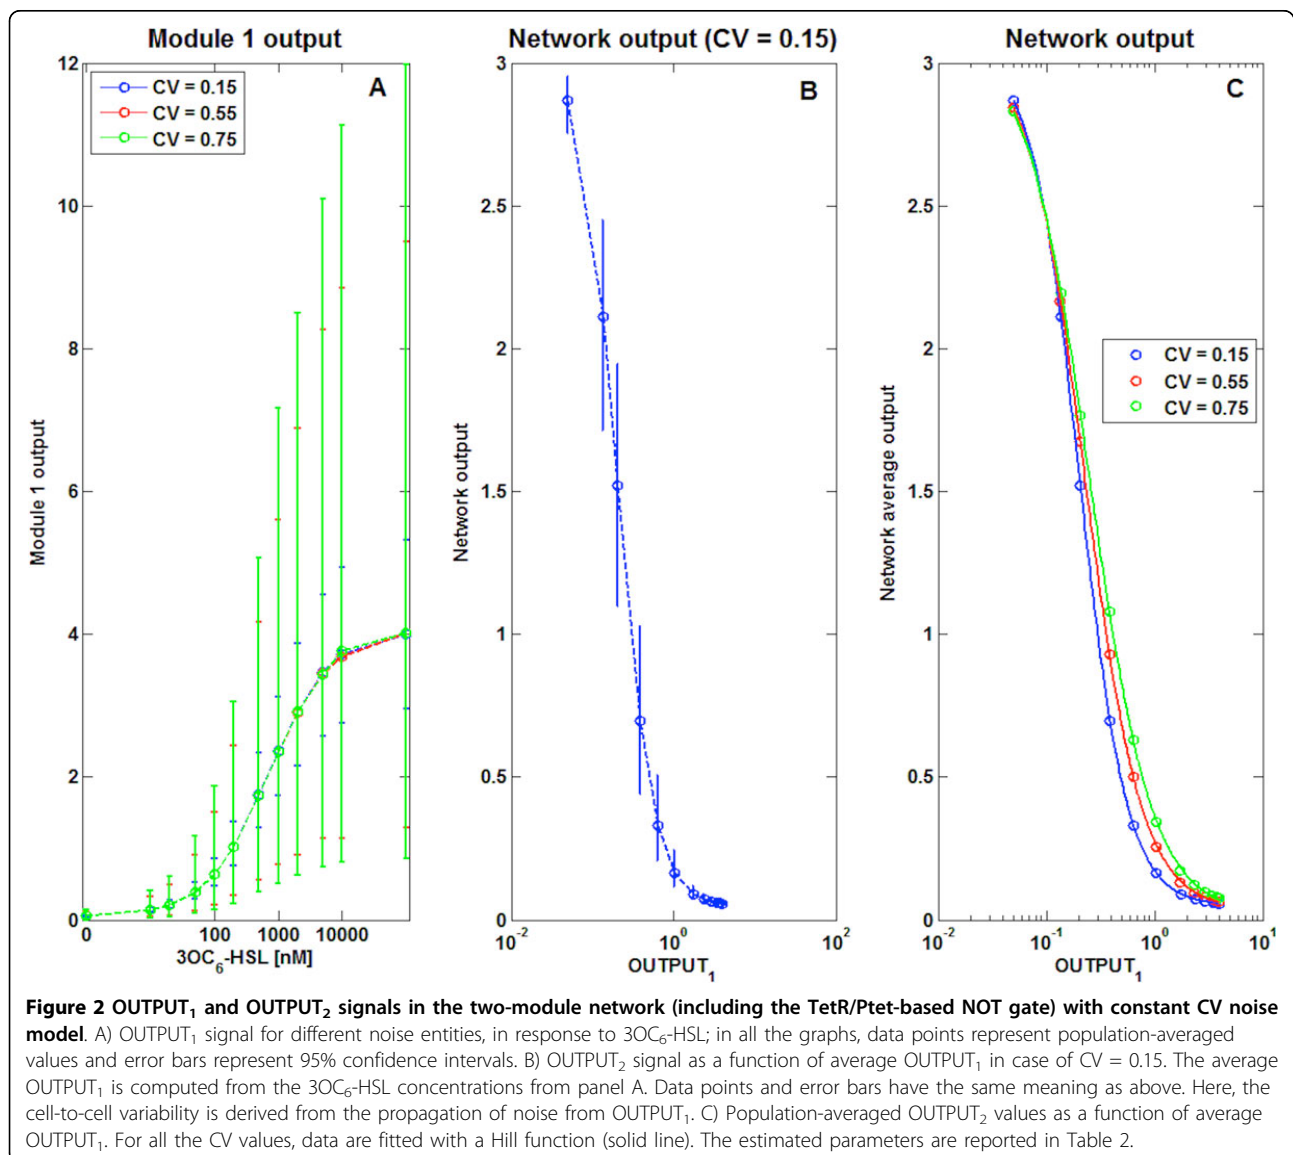 Module 1 output
12
10
8
6
4
2
0
Module 1 output
CV = 0.15
CV = 0.55
CV = 0.75
A
0
100
1000
10000
3OC6-HSL [nM]
Network output (CV = 0.15)
3
2.5
2
1.5
1
0.5
0
Network output
B
10^-2
10^0
10^2
OUTPUT1
Network output
3
2.5
2
1.5
1
0.5
0
Network average output
C
CV = 0.15
CV = 0.55
CV = 0.75
10^-2
10^-1
10^0
10^1
OUTPUT1
Figure 2 OUTPUT1 and OUTPUT2 signals in the two-module network (including the TetR/Ptet-based NOT gate) with constant CV noise
model. A) OUTPUT1 signal for different noise entities, in response to 3OC6-HSL; in all the graphs, data points represent population-averaged
values and error bars represent 95% confidence intervals. B) OUTPUT2 signal as a function of average OUTPUT1 in case of CV = 0.15. The average
OUTPUT1 is computed from the 3OC6-HSL concentrations from panel A. Data points and error bars have the same meaning as above. Here, the
cell-to-cell variability is derived from the propagation of noise from OUTPUT1. C) Population-averaged OUTPUT2 values as a function of average
OUTPUT1. For all the CV values, data are fitted with a Hill function (solid line). The estimated parameters are reported in Table 2.